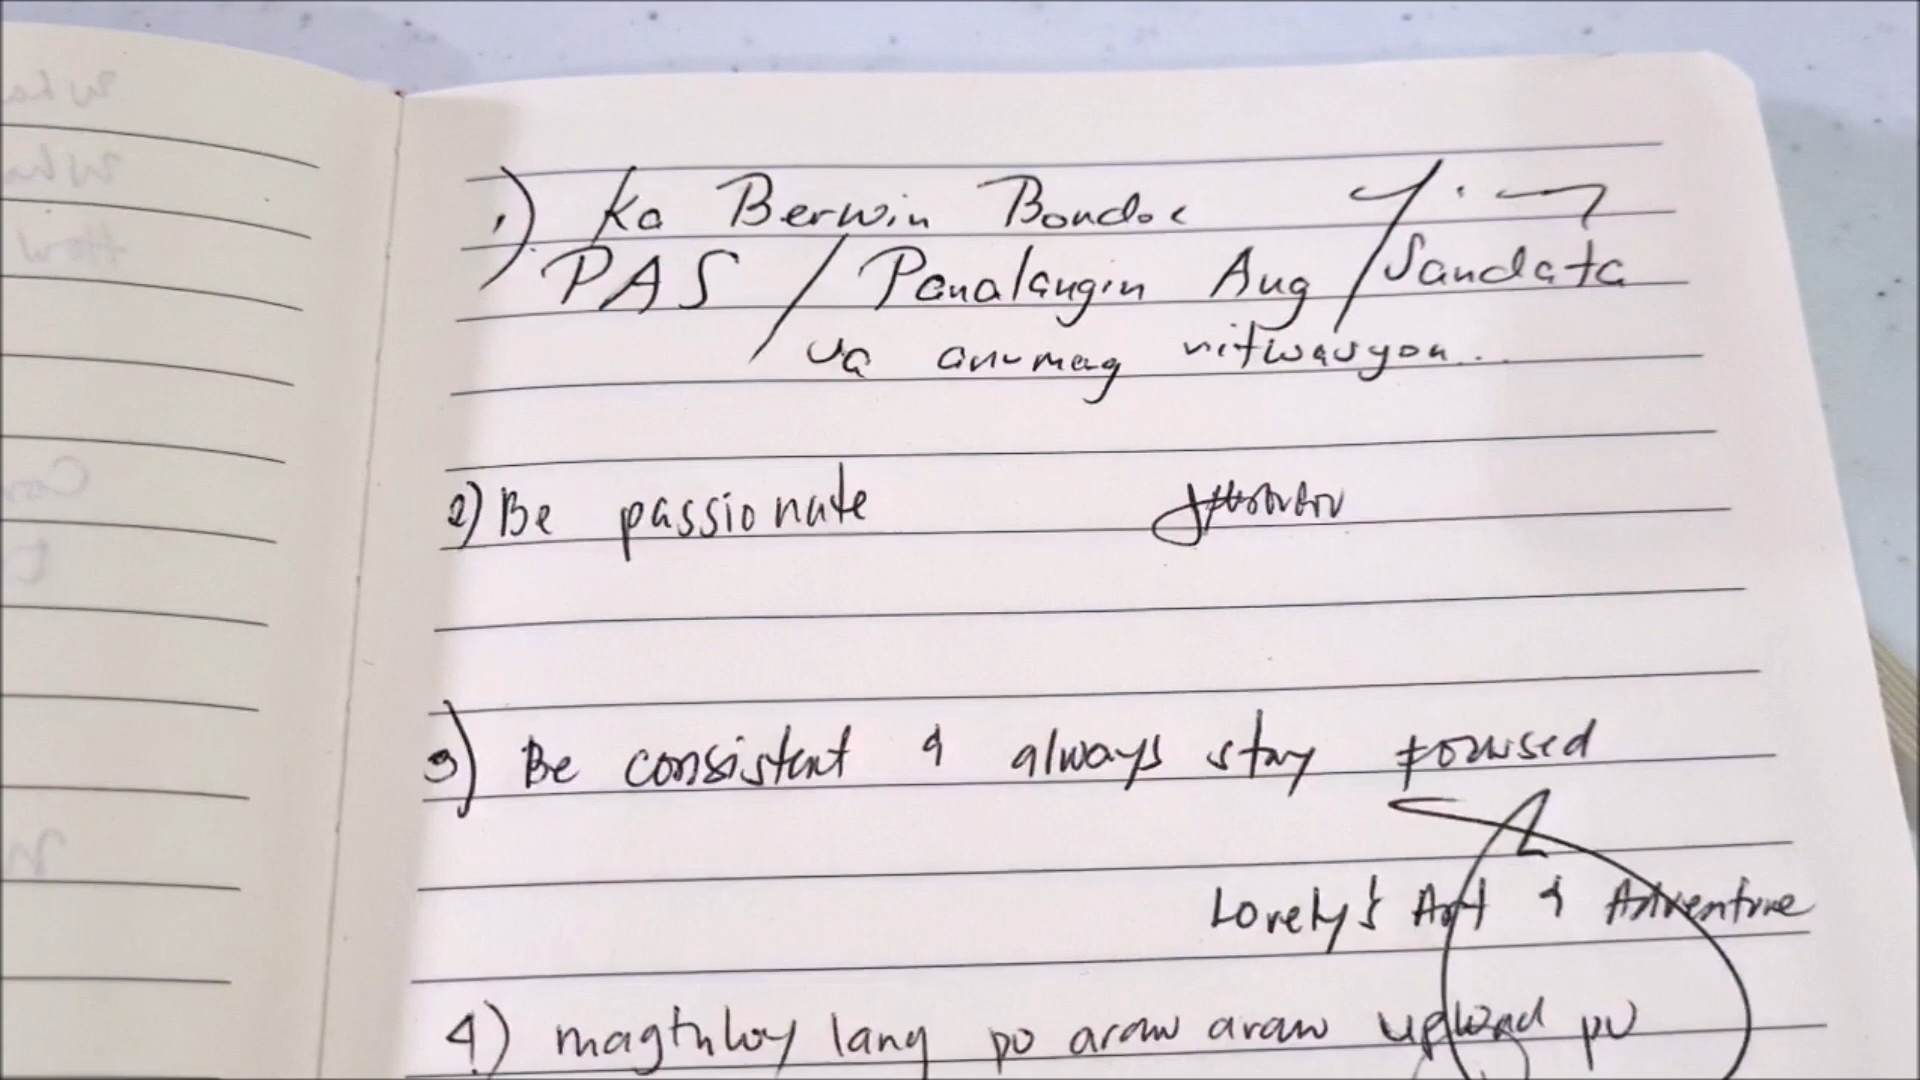 1) Ka Berwin Bondoc
PAS / Panalangin Ang / Sandata
sa anumang sitwasyon...
2) Be passionate
3) Be consistent & always stay focused
Lovely's Art & Adventure
4) magtuloy lang po araw araw upload po